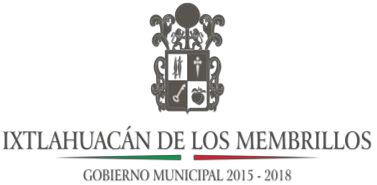 IXTLAHUACÁN DE LOS MEMBRILLOS
GOBIERNO MUNICIPAL 2015 - 2018